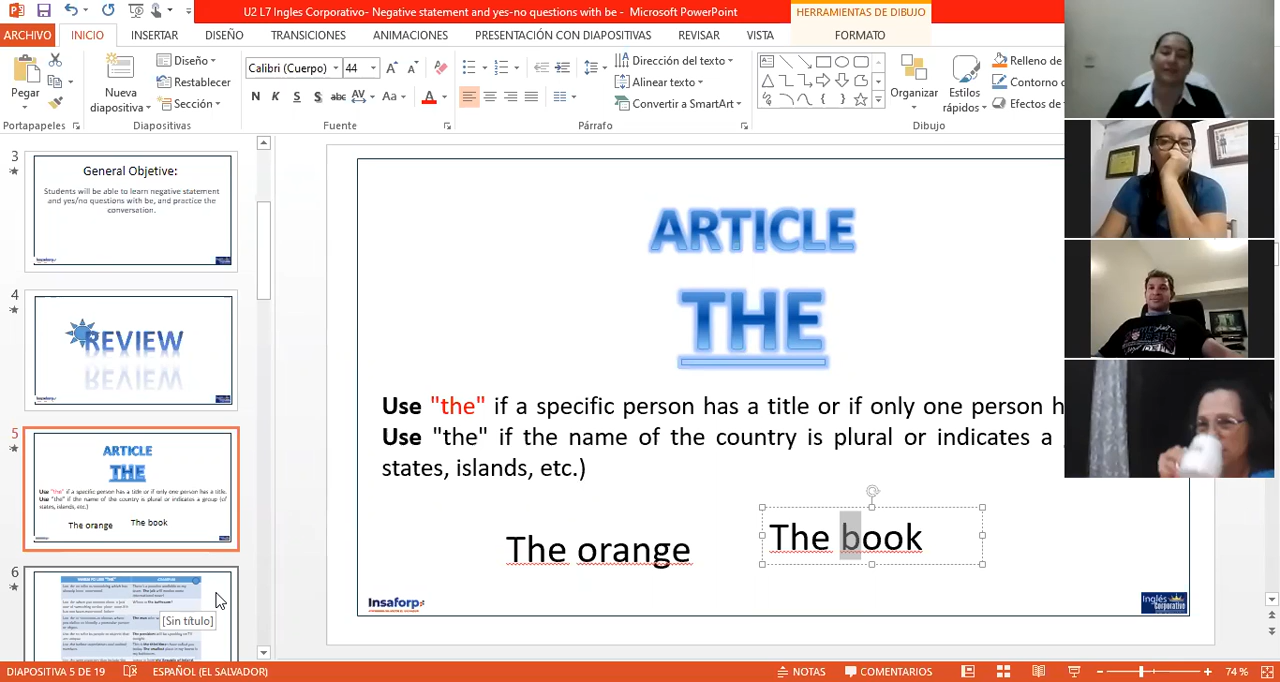 U2 L7 Ingles Corporativo- Negative statement and yes-no questions with be - Microsoft PowerPoint
HERRAMIENTAS DE DIBUJO
ARCHIVO INICIO INSERTAR DISEÑO TRANSICIONES ANIMACIONES PRESENTACIÓN CON DIAPOSITIVAS REVISAR VISTA FORMATO
Pegar
Nueva diapositiva
Diseño
Restablecer
Sección
Calibri (Cuerpo) 44
N K S S abc AV Aa A
Dirección del texto
Alinear texto
Convertir a SmartArt
Organizar
Estilos rápidos
Relleno de
Contorno
Efectos de
Portapapeles Diapositivas Fuente Párrafo Dibujo
3
General Objetive:
Students will be able to learn negative statement
and yes/no questions with be, and practice the
conversation.
4
REVIEW
5
ARTICLE
THE
Use "the" if a specific person has a title or if only one person has a title.
Use "the" if the name of the country is plural or indicates a group (of
states, islands, etc.)
The orange The book
6
[Sin título]
ARTICLE
THE
Use "the" if a specific person has a title or if only one person h
Use "the" if the name of the country is plural or indicates a
states, islands, etc.)
The orange
The book
Insaforp
Inglés
Corporativo
DIAPOSITIVA 5 DE 19 ESPAÑOL (EL SALVADOR) NOTAS COMENTARIOS 74 %